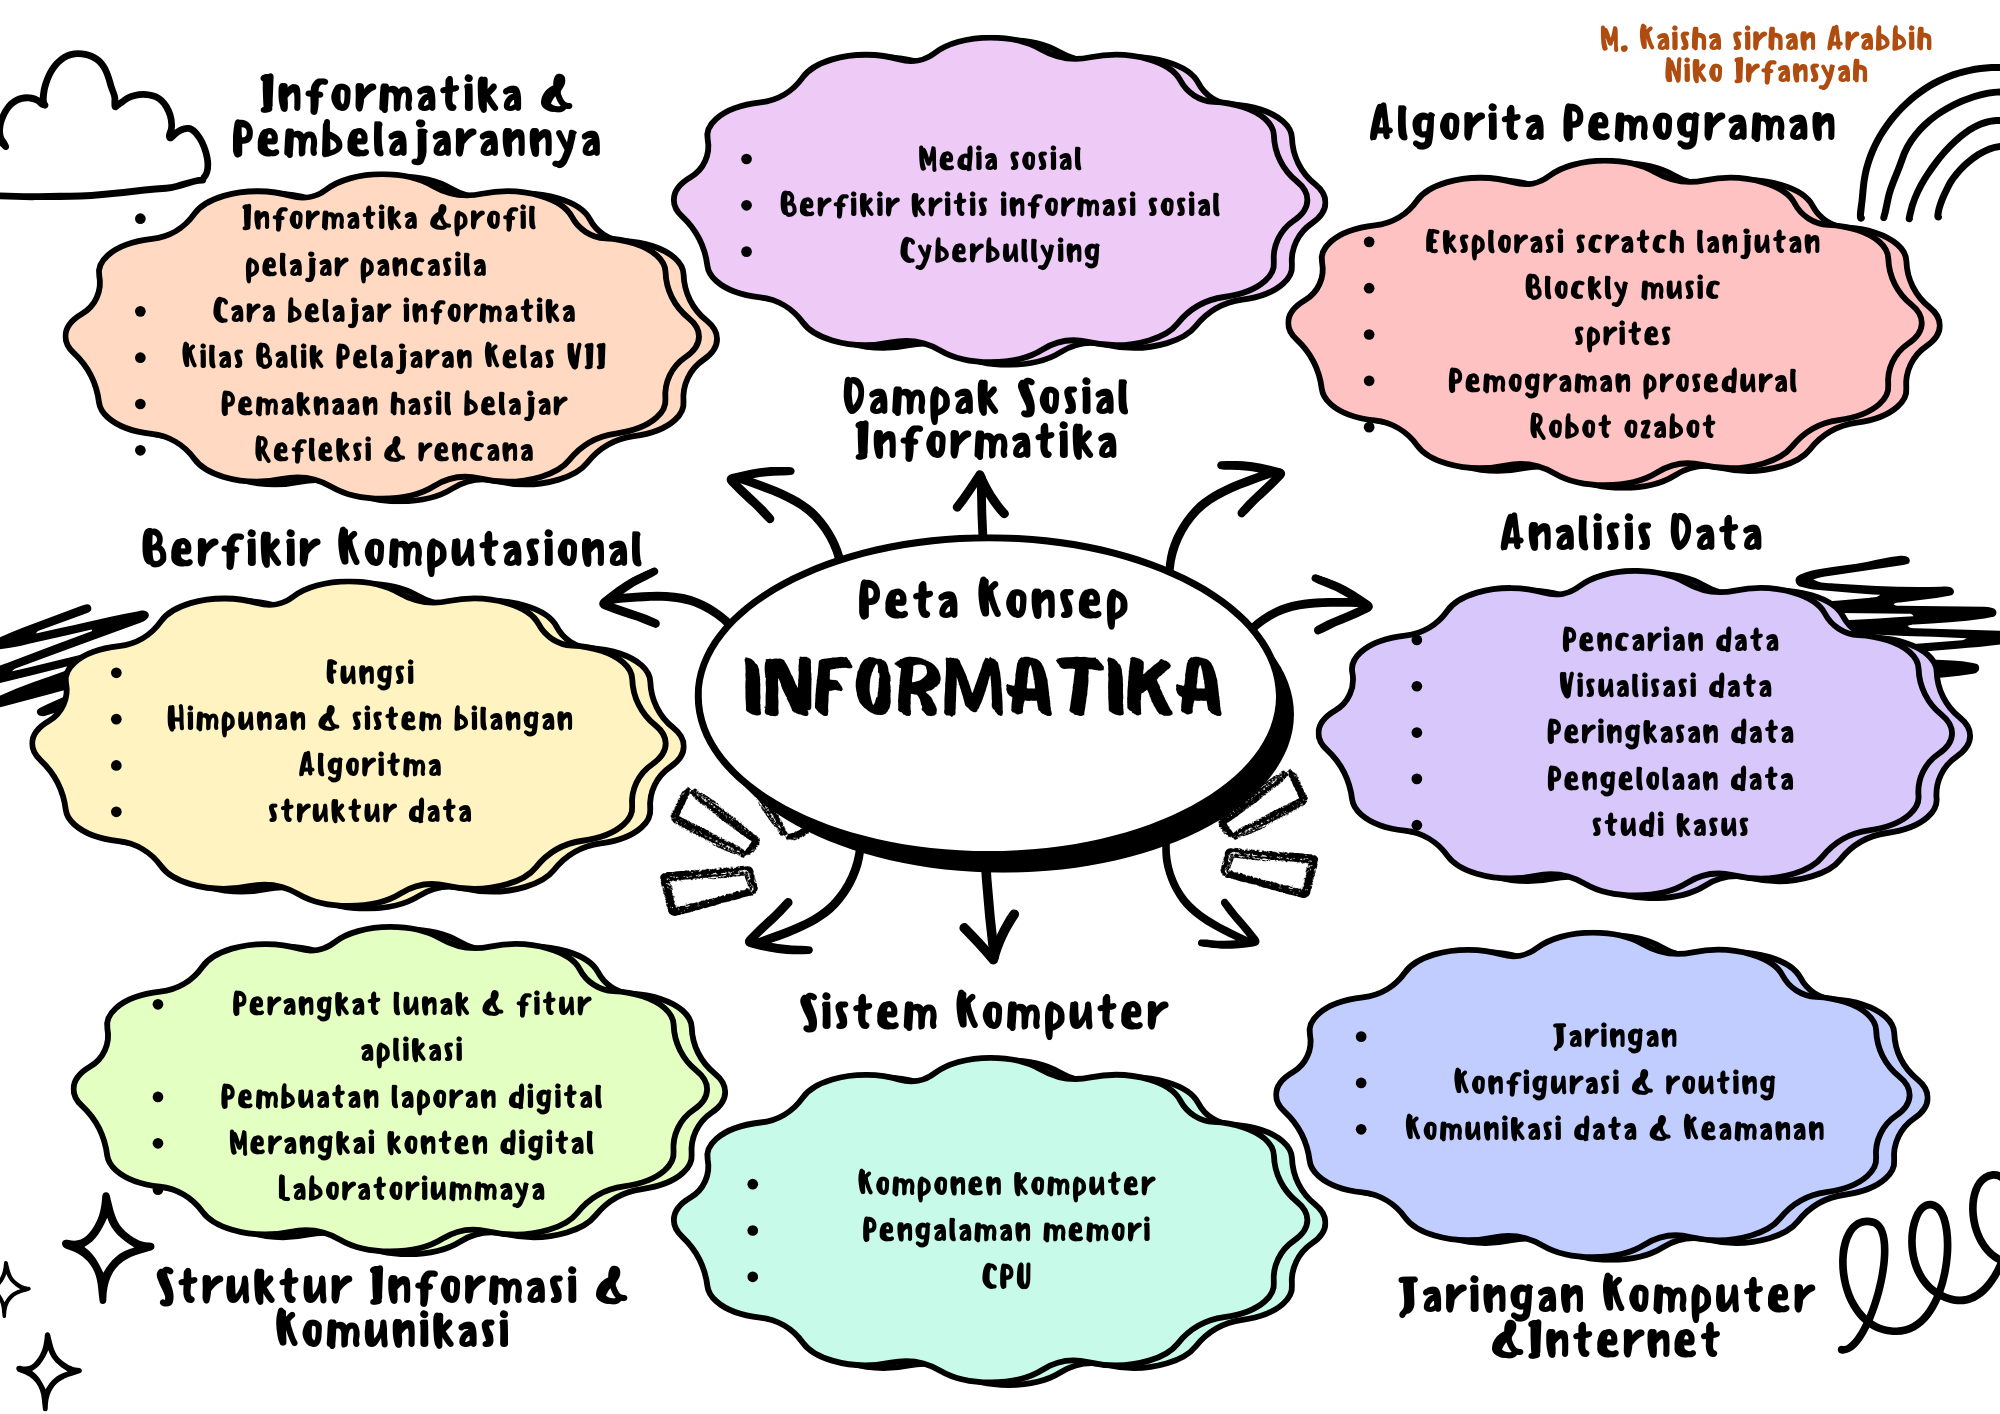 M. Kaisha sirhan Arabbih
Niko Irfansyah
Informatika &
Pembelajarannya
• Informatika &profil
pelajar pancasila
• Cara belajar informatika
• Kilas Balik Pelajaran Kelas VII
• Pemaknaan hasil belajar
• Refleksi & rencana
• Media sosial
• Berfikir kritis informasi sosial
• Cyberbullying
Dampak Sosial
Informatika
Algorita Pemograman
• Eksplorasi scratch lanjutan
• Blockly music
• sprites
• Pemograman prosedural
• Robot ozabot
Berfikir Komputasional
• Fungsi
• Himpunan & sistem bilangan
• Algoritma
• struktur data
Peta Konsep
INFORMATIKA
Analisis Data
• Pencarian data
• Visualisasi data
• Peringkasan data
• Pengelolaan data
• studi kasus
• Perangkat lunak & fitur
aplikasi
• Pembuatan laporan digital
• Merangkai konten digital
• Laboratoriummaya
Struktur Informasi &
Komunikasi
Sistem Komputer
• Komponen komputer
• Pengalaman memori
• CPU
• Jaringan
• Konfigurasi & routing
• Komunikasi data & Keamanan
Jaringan Komputer
&Internet